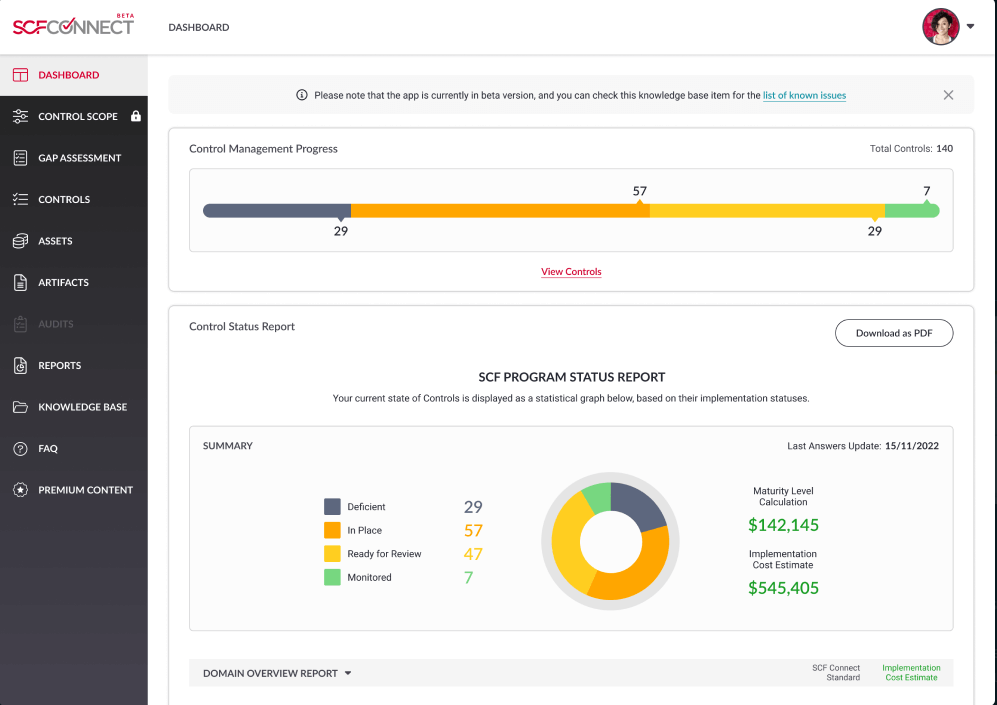 BETA
SCFCONNECT
DASHBOARD
DASHBOARD
CONTROL SCOPE
GAP ASSESSMENT
CONTROLS
ASSETS
ARTIFACTS
AUDITS
REPORTS
KNOWLEDGE BASE
FAQ
PREMIUM CONTENT
Please note that the app is currently in beta version, and you can check this knowledge base item for the list of known issues
Control Management Progress
Total Controls: 140
57
7
29
29
View Controls
Control Status Report
Download as PDF
SCF PROGRAM STATUS REPORT
Your current state of Controls is displayed as a statistical graph below, based on their implementation statuses.
SUMMARY
Last Answers Update: 15/11/2022
Deficient 29
In Place 57
Ready for Review 47
Monitored 7
Maturity Level
Calculation
$142,145
Implementation
Cost Estimate
$545,405
DOMAIN OVERVIEW REPORT
SCF Connect
Standard
Implementation
Cost Estimate